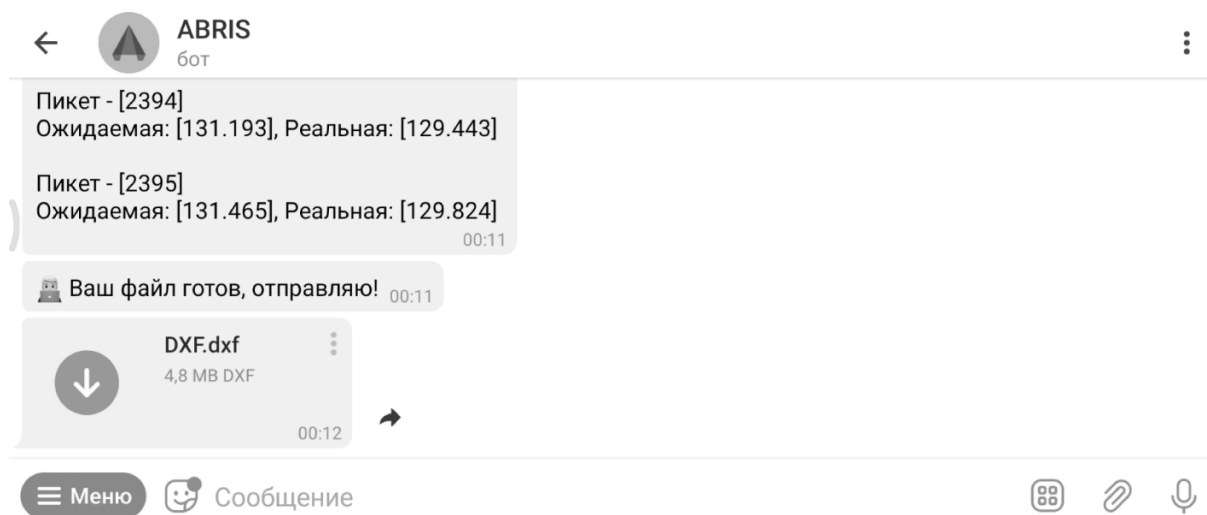 ABRIS
бот
Пикет - [2394]
Ожидаемая: [131.193], Реальная: [129.443]
Пикет - [2395]
Ожидаемая: [131.465], Реальная: [129.824]
00:11
Ваш файл готов, отправляю! 00:11
DXF.dxf
4,8 MB DXF
00:12
Меню Сообщение